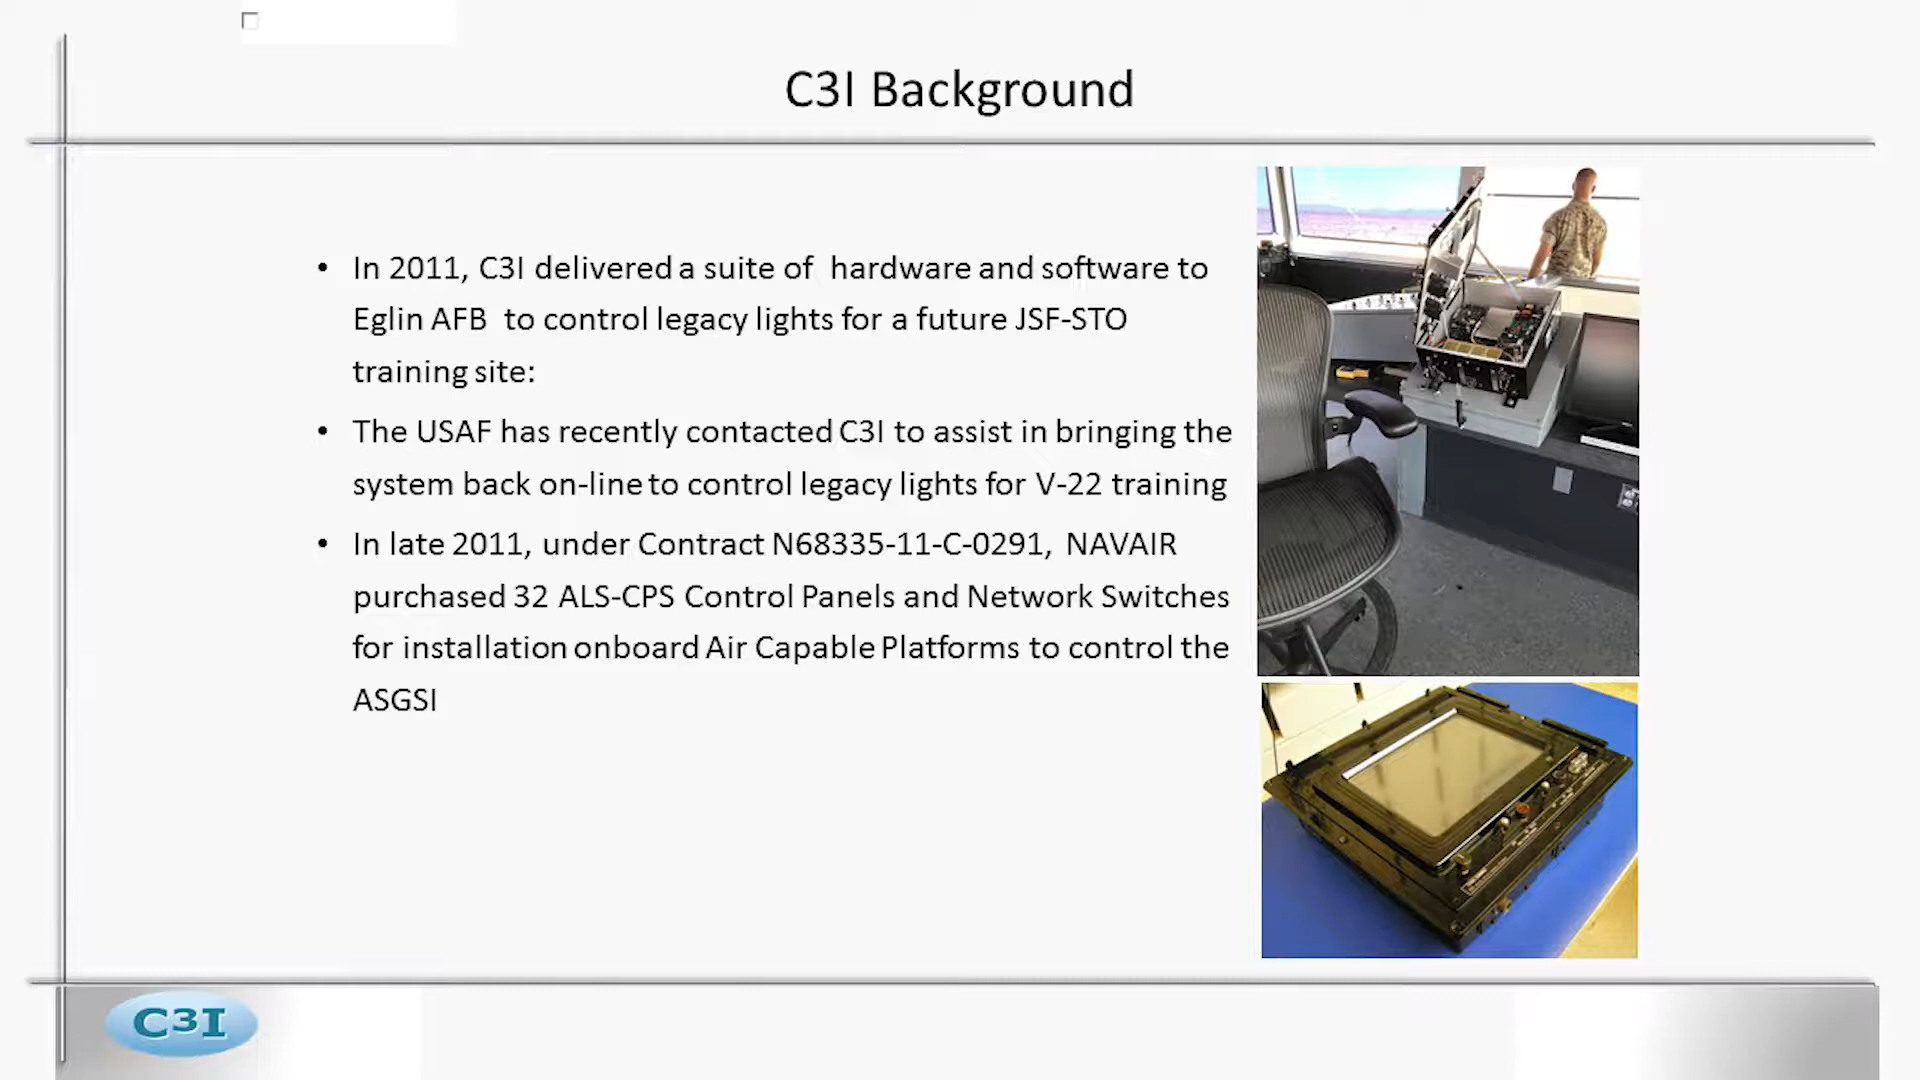 C3I Background
• In 2011, C3I delivered a suite of hardware and software to
Eglin AFB to control legacy lights for a future JSF-STO
training site:
• The USAF has recently contacted C3I to assist in bringing the
system back on-line to control legacy lights for V-22 training
• In late 2011, under Contract N68335-11-C-0291, NAVAIR
purchased 32 ALS-CPS Control Panels and Network Switches
for installation onboard Air Capable Platforms to control the
ASGSI
C3I